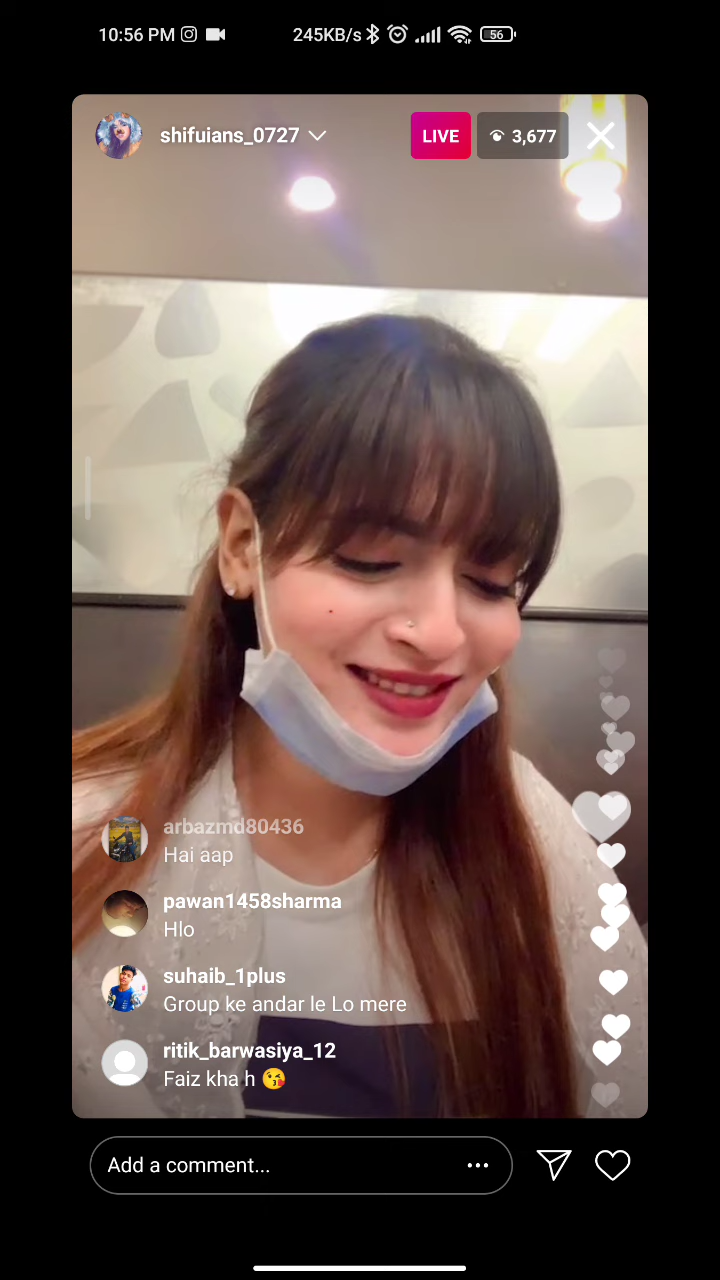 10:56 PM
245KB/s
56
shifuians_0727
LIVE
3,677
arbazmd80436
Hai aap
pawan1458sharma
Hlo
suhaib_1plus
Group ke andar le Lo mere
ritik_barwasiya_12
Faiz kha h 😘
Add a comment...